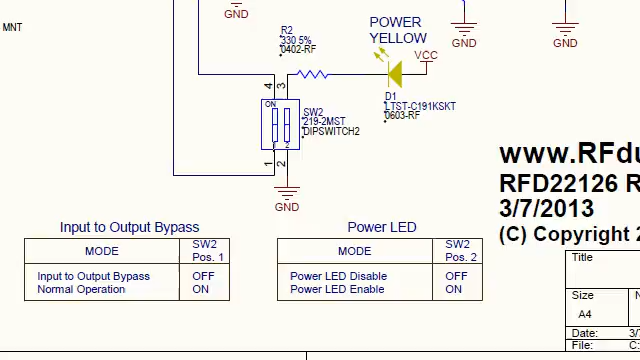 MNT
GND
R2
330 5%
0402-RF
POWER
YELLOW
VCC
GND
GND
4
3
ON
1 2
SW2
219-2MST
DIPSWITCH2
D1
LTST-C191KSKT
0603-RF
1
2
GND
www.RFdu
RFD22126 R
3/7/2013
(C) Copyright 2
Input to Output Bypass
MODE
SW2
Pos. 1
Input to Output Bypass OFF
Normal Operation ON
Power LED
MODE
SW2
Pos. 2
Power LED Disable OFF
Power LED Enable ON
Title
Size
A4
Date: 3/7
File: C: